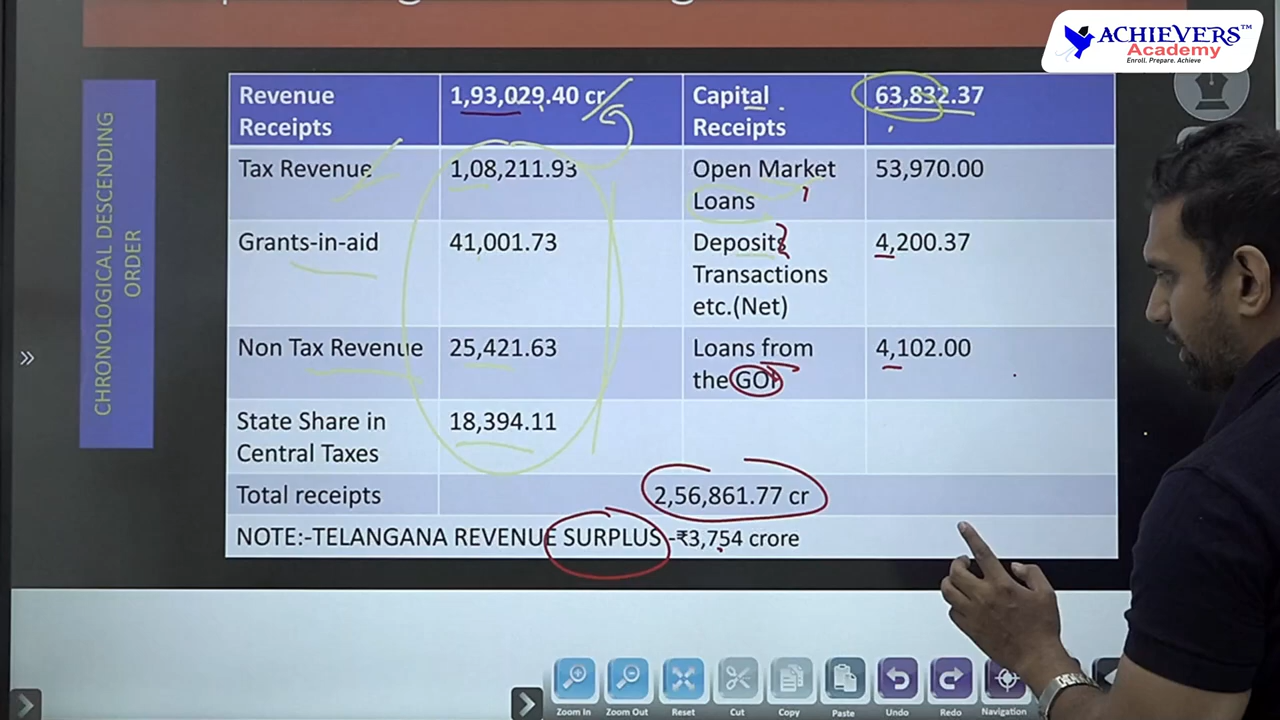 ACHIEVERS™
Academy
Enroll. Prepare. Achieve
CHRONOLOGICAL DESCENDING
ORDER
Revenue
Receipts
1,93,029.40 cr
Capital
Receipts
63,832.37
Tax Revenue
1,08,211.93
Open Market
Loans
53,970.00
Grants-in-aid
41,001.73
Deposits
Transactions
etc.(Net)
4,200.37
Non Tax Revenue
25,421.63
Loans from
the GOI
4,102.00
State Share in
Central Taxes
18,394.11
Total receipts
2,56,861.77 cr
NOTE:-TELANGANA REVENUE SURPLUS -₹3,754 crore
Zoom In
Zoom Out
Reset
Cut
Copy
Paste
Undo
Redo
Navigation